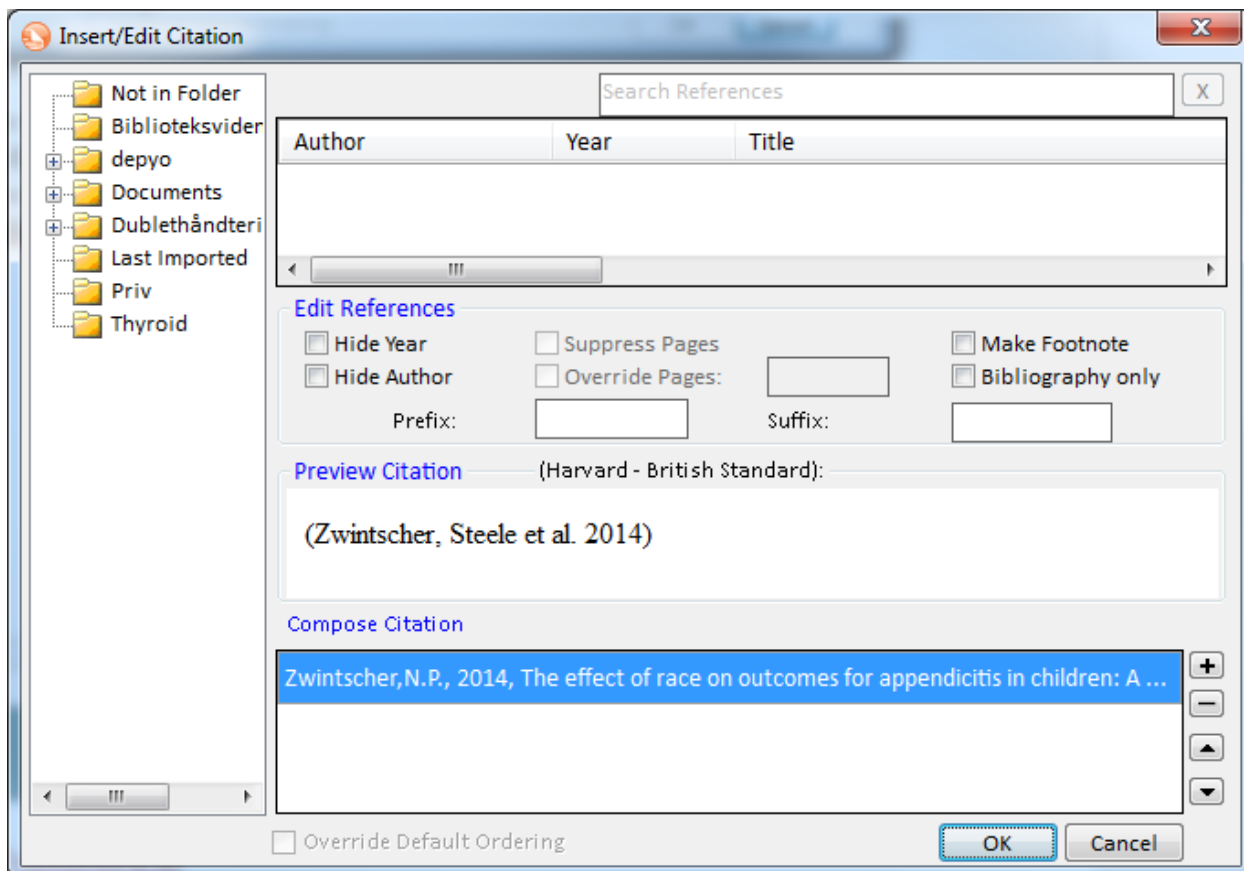 Insert/Edit Citation
Not in Folder
Biblioteksvider
depyo
Documents
Dublethåndteri
Last Imported
Priv
Thyroid
Search References
X
Author Year Title
Edit References
Hide Year Suppress Pages Make Footnote
Hide Author Override Pages: Bibliography only
Prefix: Suffix:
Preview Citation (Harvard - British Standard):
(Zwintscher, Steele et al. 2014)
Compose Citation
Zwintscher,N.P., 2014, The effect of race on outcomes for appendicitis in children: A ...
Override Default Ordering
OK Cancel